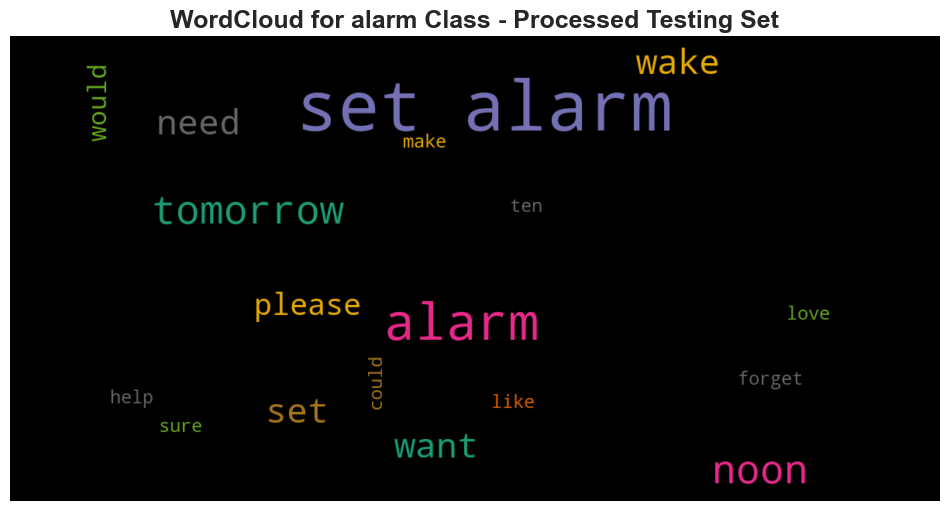 WordCloud for alarm Class - Processed Testing Set
wake
would
set alarm
need
make
tomorrow
ten
please
alarm
love
could
forget
help
like
set
sure
want
noon